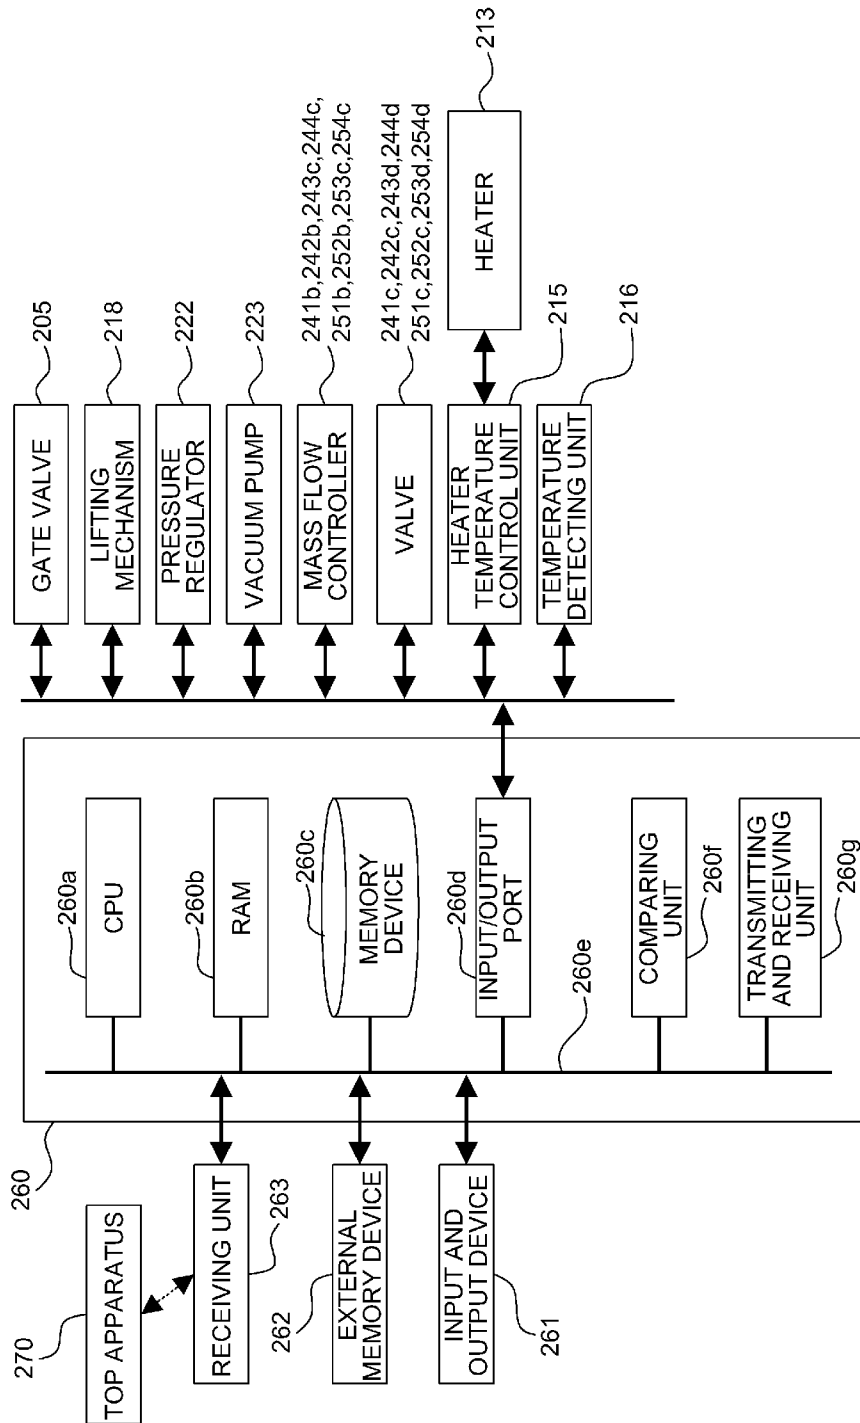 270
TOP APPARATUS
RECEIVING UNIT
263
262
EXTERNAL
MEMORY DEVICE
INPUT AND
OUTPUT DEVICE
261
260
260a
CPU
260b
RAM
260c
MEMORY
DEVICE
260d
INPUT/OUTPUT
PORT
260e
COMPARING
UNIT
260f
TRANSMITTING
AND RECEIVING
UNIT
260g
GATE VALVE
205
LIFTING
MECHANISM
218
PRESSURE
REGULATOR
222
VACUUM PUMP
223
MASS FLOW
CONTROLLER
241b,242b,243c,244c,
251b,252b,253c,254c
VALVE
241c,242c,243d,244d
251c,252c,253d,254d
HEATER
TEMPERATURE
CONTROL UNIT
215
HEATER
213
TEMPERATURE
DETECTING UNIT
216